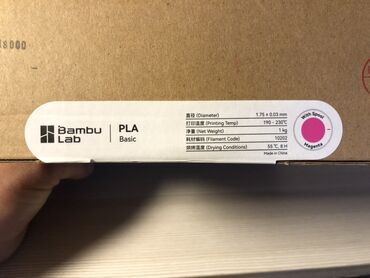 8000
Bambu
Lab
PLA
Basic
直径 (Diameter) 1.75 ± 0.03 mm
打印温度 (Printing Temp) 190 - 230℃
净重 (Net Weight) 1 kg
耗材编码 (Filament Code) 10202
烘烤温度 (Drying Conditions) 55 ℃, 8 H
Made in China
With Spool
Magenta